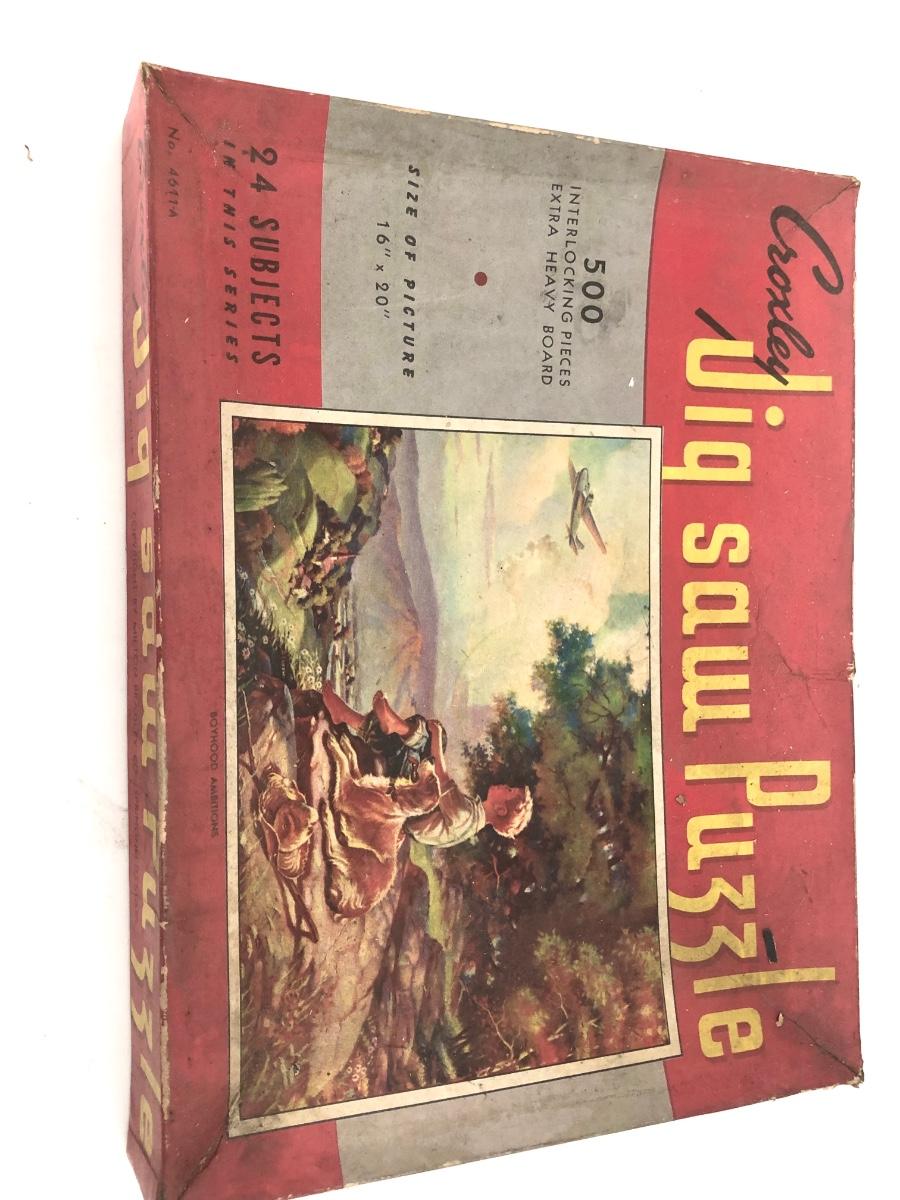 Croxley
Jig saw Puzzle
500
INTERLOCKING PIECES
EXTRA HEAVY BOARD
SIZE OF PICTURE
16" x 20"
24 SUBJECTS
IN THIS SERIES
No. 4611A
BOYHOOD AMBITIONS
Jig saw Puzzle